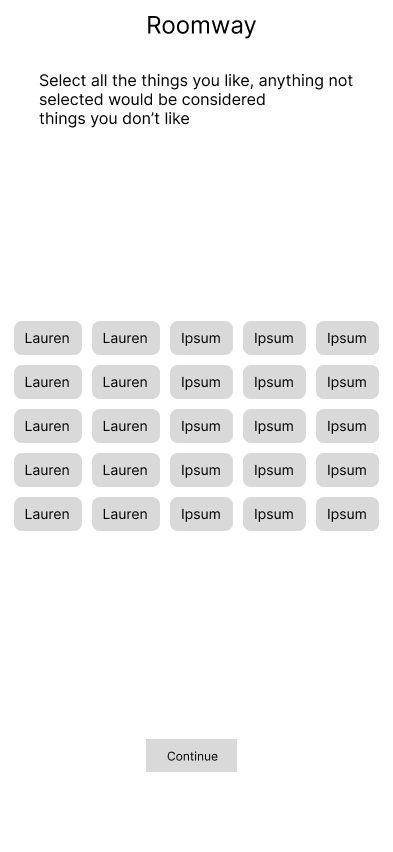 Roomway
Select all the things you like, anything not
selected would be considered
things you don’t like
Lauren Lauren Ipsum Ipsum Ipsum
Lauren Lauren Ipsum Ipsum Ipsum
Lauren Lauren Ipsum Ipsum Ipsum
Lauren Lauren Ipsum Ipsum Ipsum
Lauren Lauren Ipsum Ipsum Ipsum
Continue